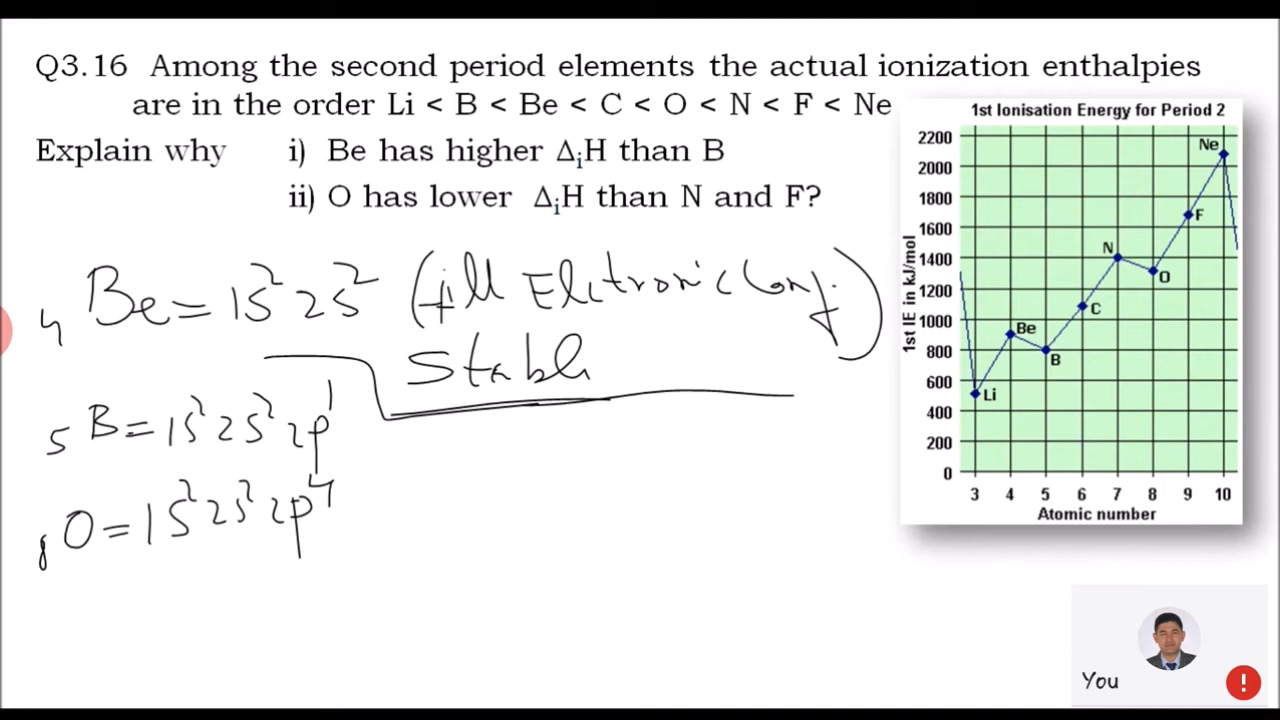 Q3.16 Among the second period elements the actual ionization enthalpies
are in the order Li < B < Be < C < O < N < F < Ne
Explain why i) Be has higher ΔᵢH than B
ii) O has lower ΔᵢH than N and F?
₄Be = 1s² 2s² (fill Elctronic Conf.)
Stable
₅B = 1s² 2s² 2p¹
₈O = 1s² 2s² 2p⁴
1st Ionisation Energy for Period 2
1st IE in kJ/mol
2200
2000
1800
1600
1400
1200
1000
800
600
400
200
0
Li
Be
B
C
N
O
F
Ne
3 4 5 6 7 8 9 10
Atomic number
You
!